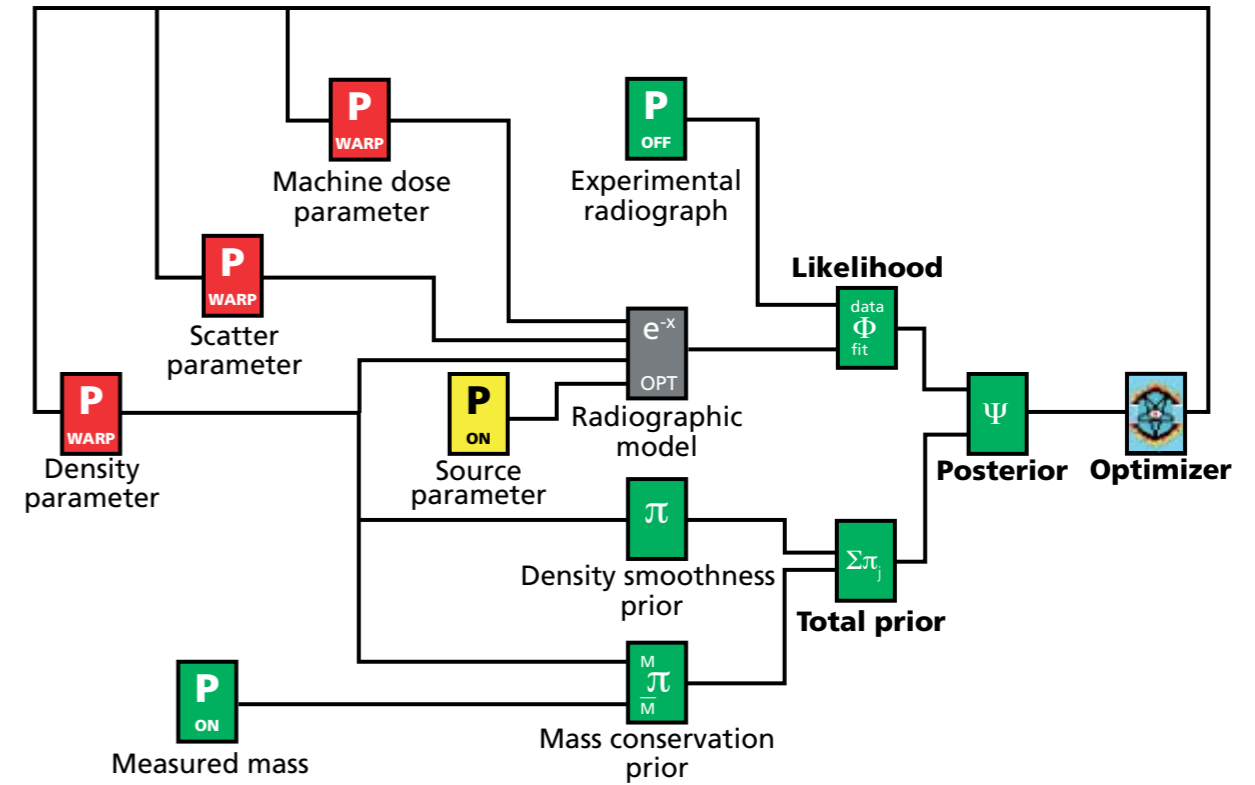 P
WARP
Machine dose
parameter
P
OFF
Experimental
radiograph
P
WARP
Scatter
parameter
Likelihood
data
Φ
fit
e-x
OPT
Radiographic
model
P
WARP
Density
parameter
P
ON
Source
parameter
Ψ
Posterior
Optimizer
π
Density smoothness
prior
Σπj
Total prior
P
ON
Measured mass
M
π
M̅
Mass conservation
prior